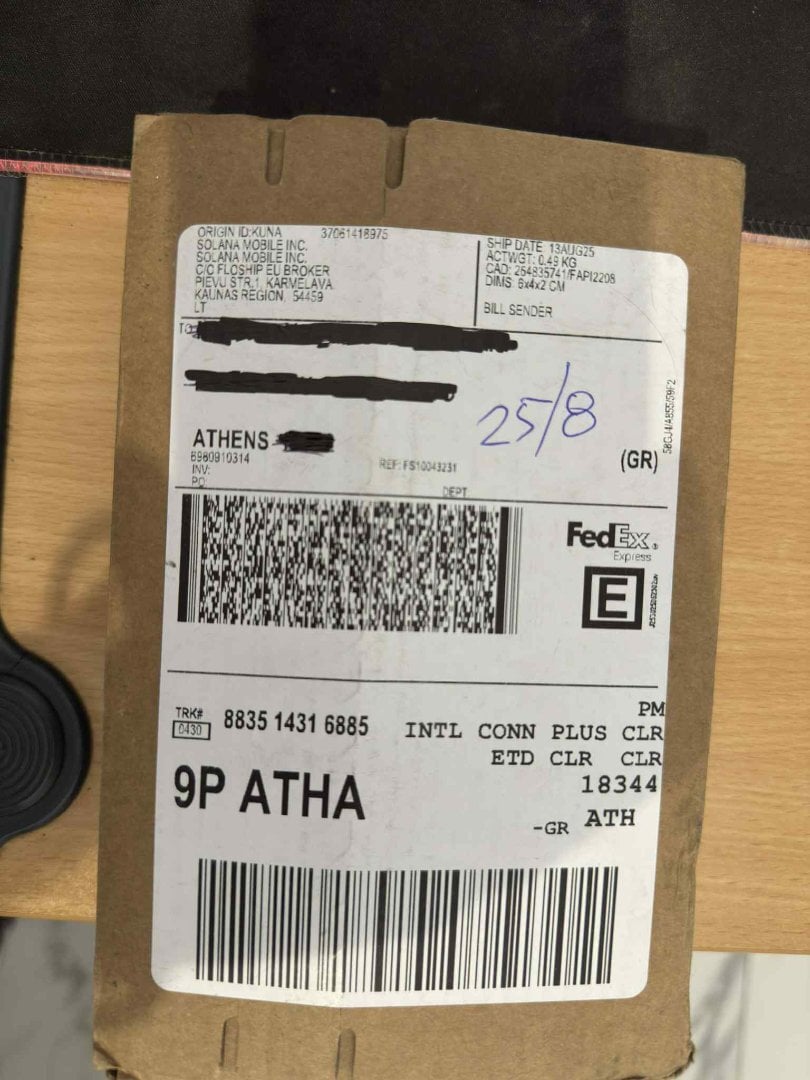 ORIGIN ID:KUNA 37061418975
SOLANA MOBILE INC.
SOLANA MOBILE INC.
C/O FLOSHIP EU BROKER
PIEVU STR.1, KARMELAVA
KAUNAS REGION, 54459
LT
SHIP DATE: 13AUG25
ACTWGT: 0.49 KG
CAD: 254835741/FAPI2208
DIMS: 6x4x2 CM
BILL SENDER
TO
25/8
ATHENS
6980910314
INV:
PO:
REF: FS10043231
DEPT
(GR)
FedEx
Express
E
TRK#
0430
8835 1431 6885
PM
INTL CONN PLUS CLR
ETD CLR CLR
18344
9P ATHA
-GR ATH